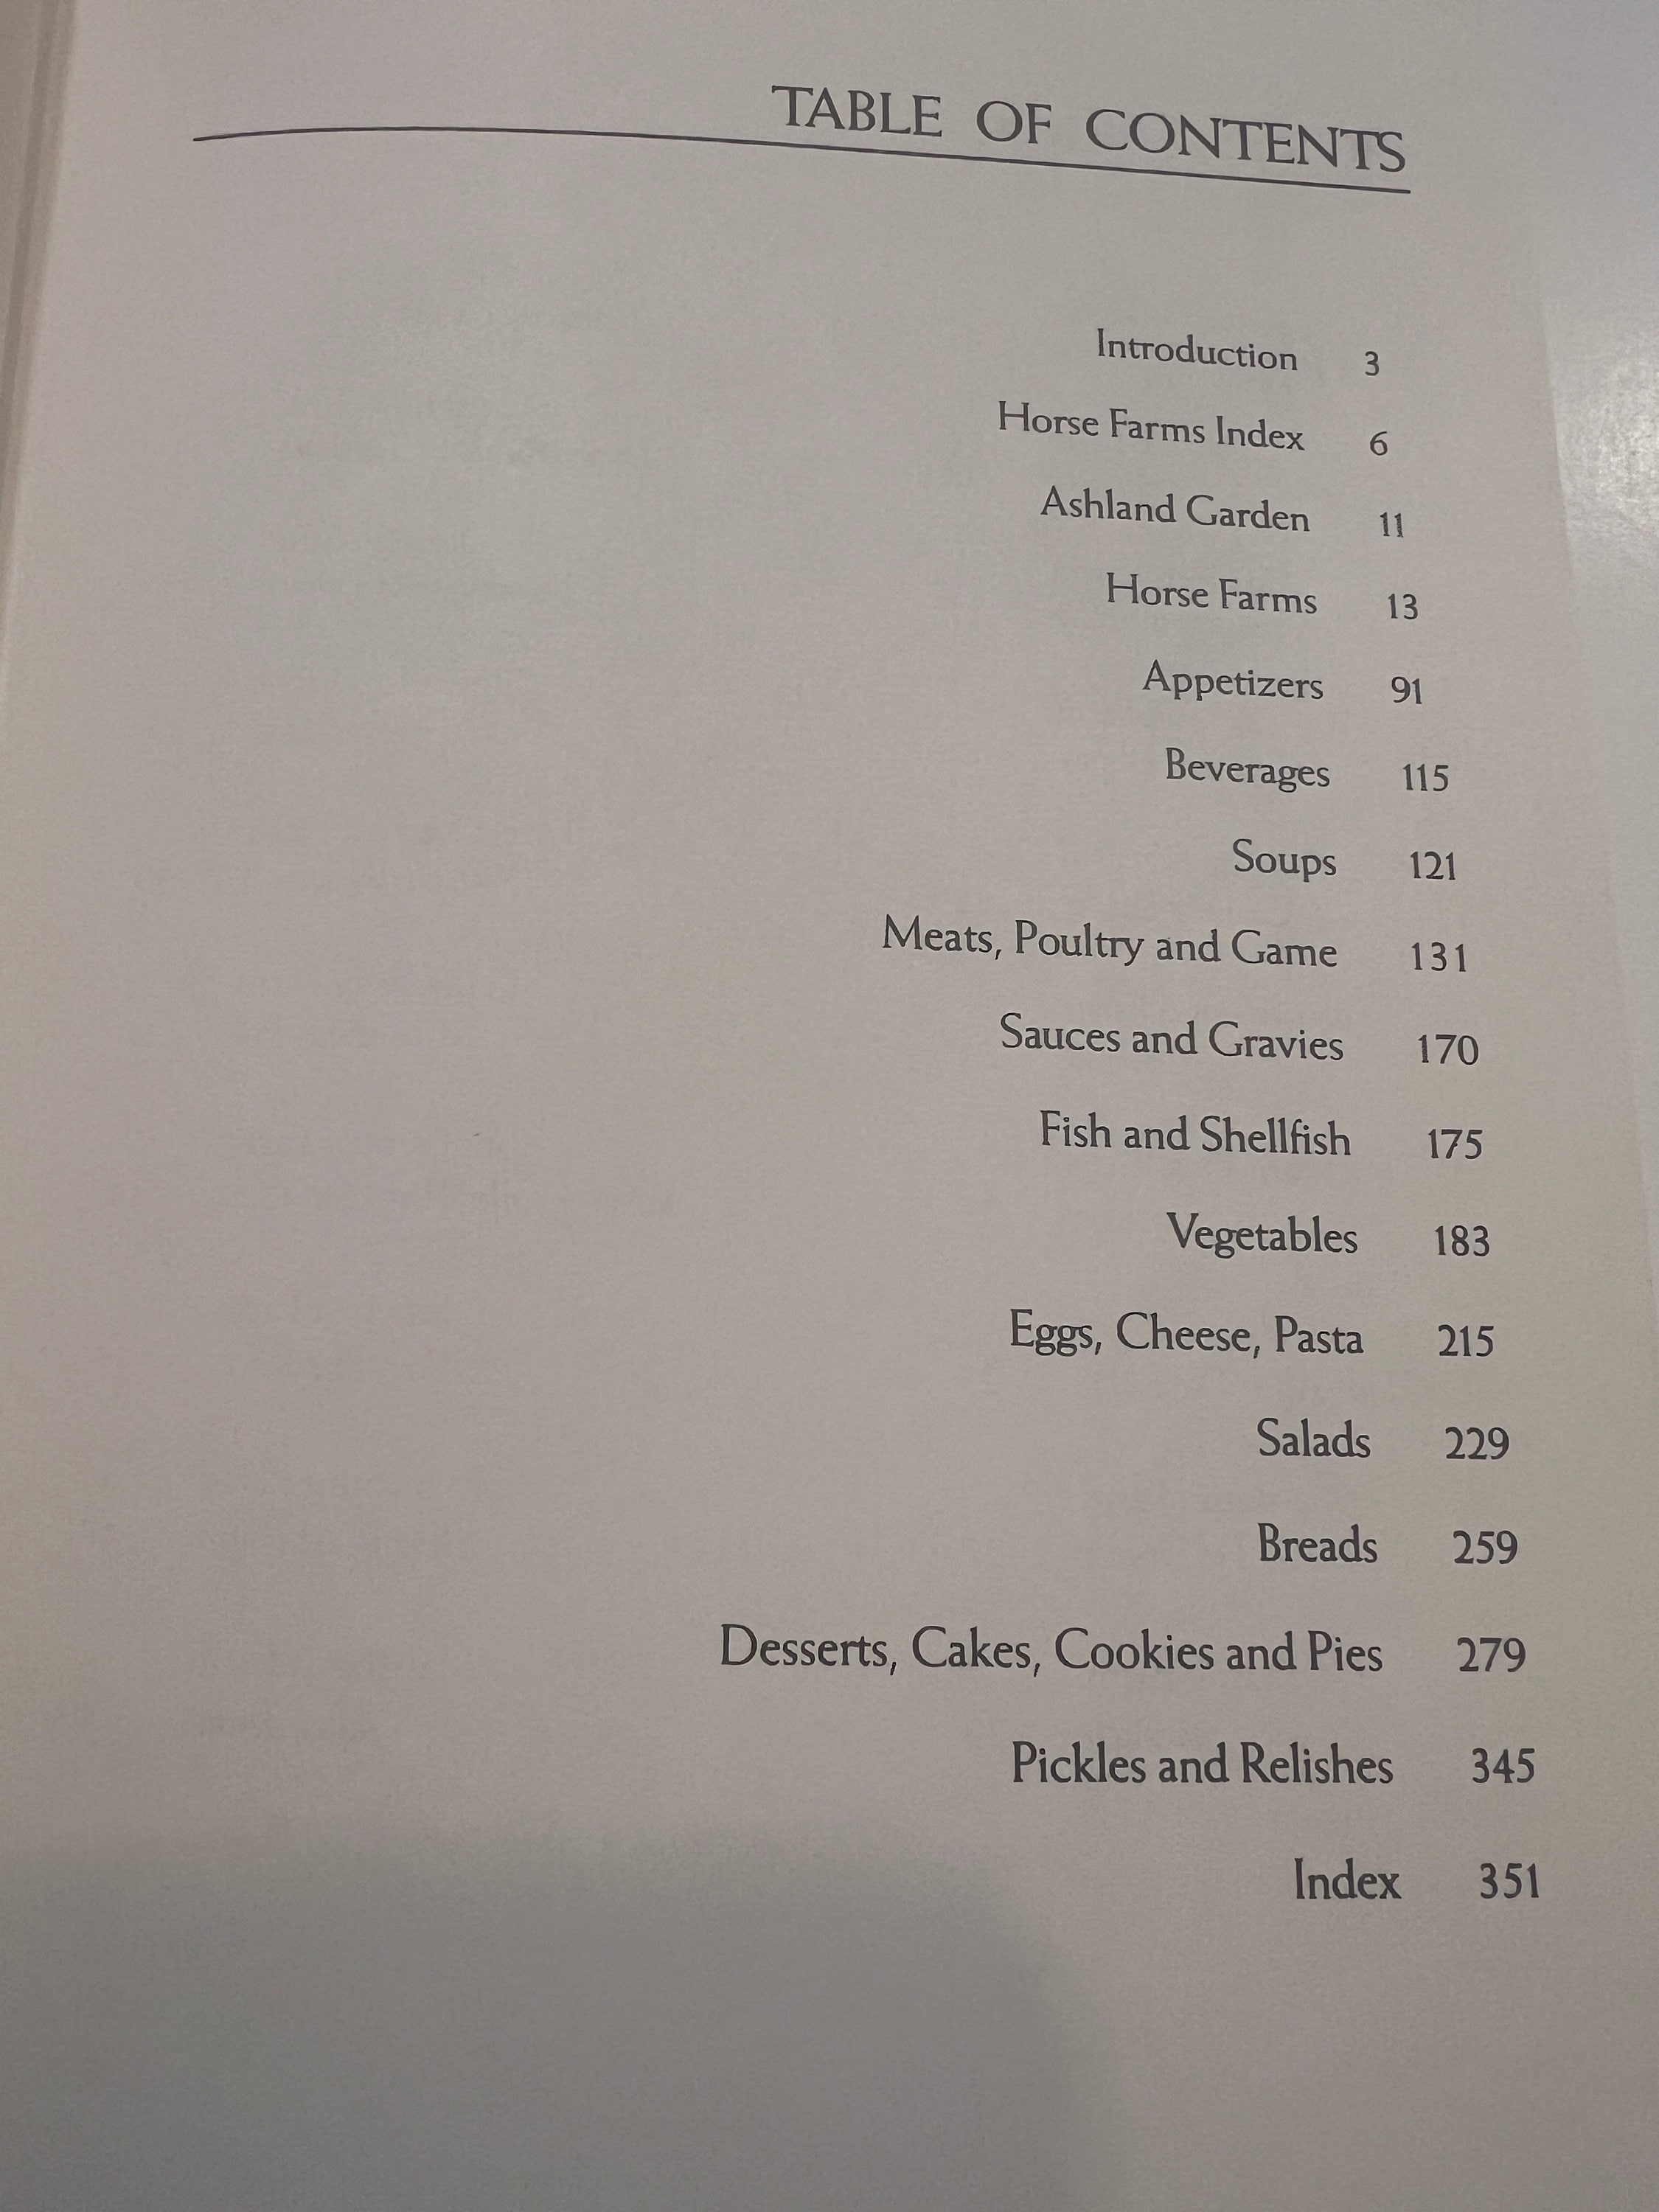 TABLE OF CONTENTS
Introduction 3
Horse Farms Index 6
Ashland Garden 11
Horse Farms 13
Appetizers 91
Beverages 115
Soups 121
Meats, Poultry and Game 131
Sauces and Gravies 170
Fish and Shellfish 175
Vegetables 183
Eggs, Cheese, Pasta 215
Salads 229
Breads 259
Desserts, Cakes, Cookies and Pies 279
Pickles and Relishes 345
Index 351